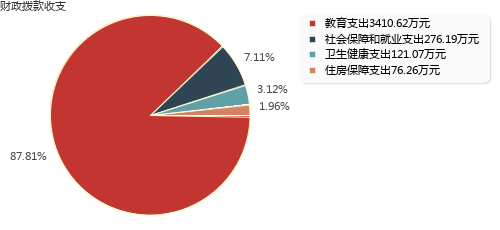 财政拨款收支
教育支出3410.62万元
社会保障和就业支出276.19万元
卫生健康支出121.07万元
住房保障支出76.26万元
7.11%
3.12%
1.96%
87.81%